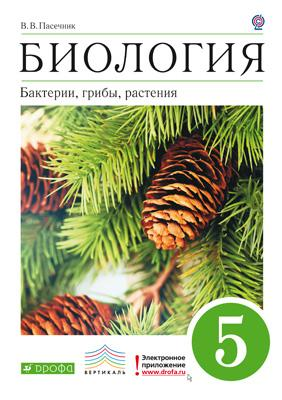 В. В. Пасечник
БИОЛОГИЯ
Бактерии, грибы, растения
5
ДРОФА
ВЕРТИКАЛЬ
! Электронное
приложение
www.drofa.ru